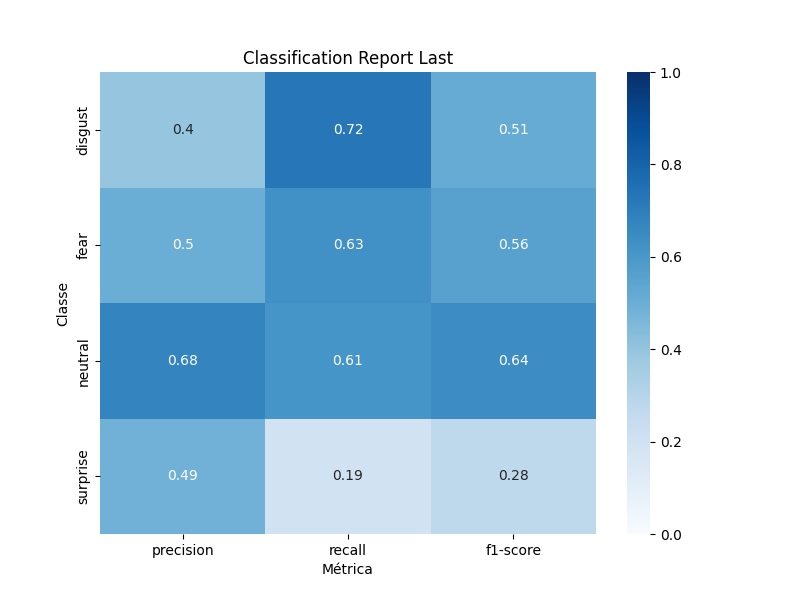 Classification Report Last
Classe
disgust 0.4 0.72 0.51
fear 0.5 0.63 0.56
neutral 0.68 0.61 0.64
surprise 0.49 0.19 0.28
precision recall f1-score
Métrica
1.0
0.8
0.6
0.4
0.2
0.0